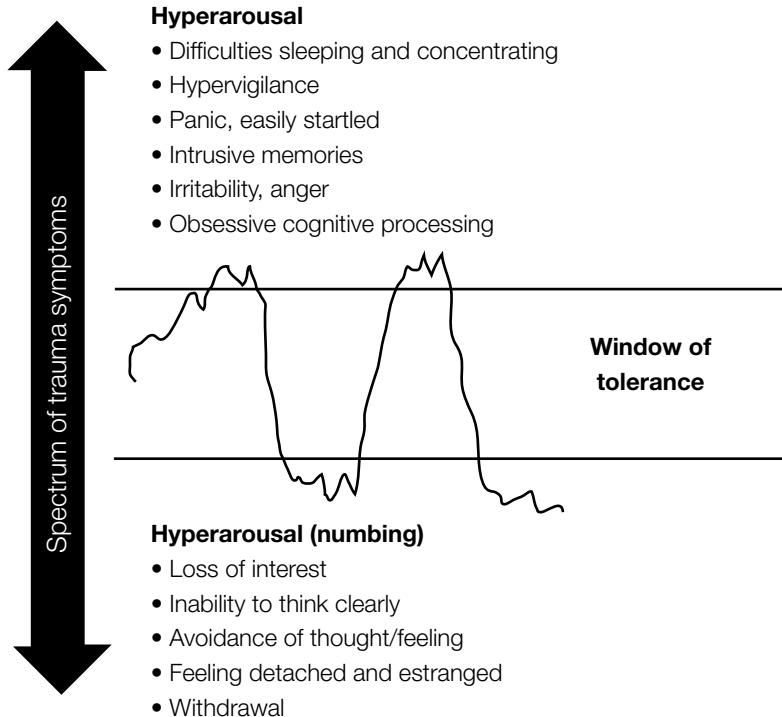 Hyperarousal
• Difficulties sleeping and concentrating
• Hypervigilance
• Panic, easily startled
• Intrusive memories
• Irritability, anger
• Obsessive cognitive processing
Spectrum of trauma symptoms
Window of
tolerance
Hyperarousal (numbing)
• Loss of interest
• Inability to think clearly
• Avoidance of thought/feeling
• Feeling detached and estranged
• Withdrawal